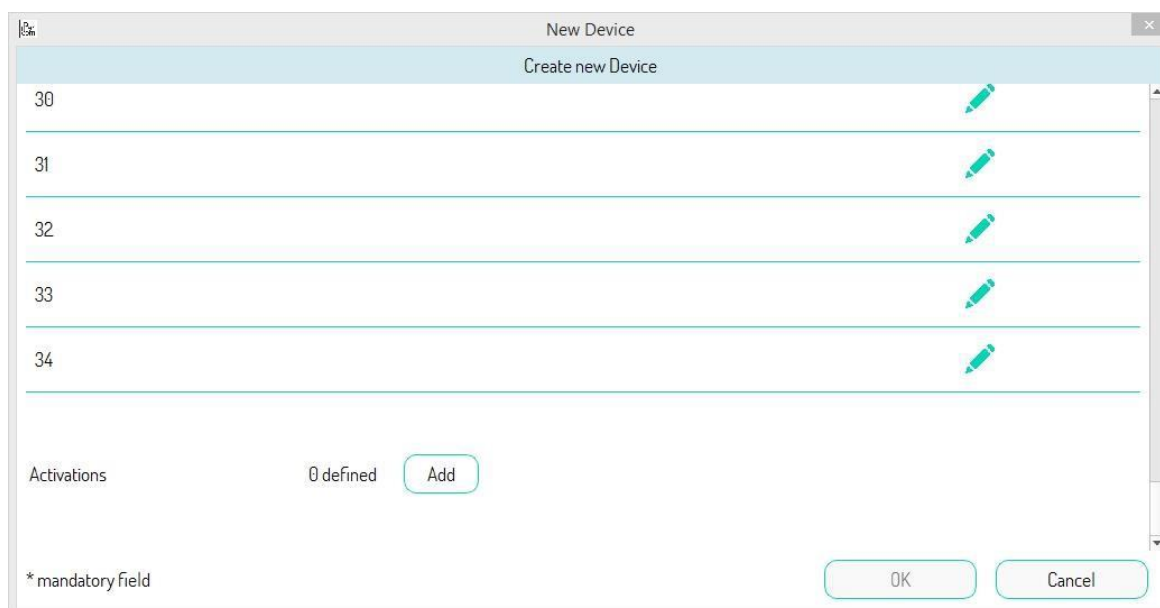 New Device
Create new Device
30
31
32
33
34
Activations 0 defined Add
* mandatory field OK Cancel